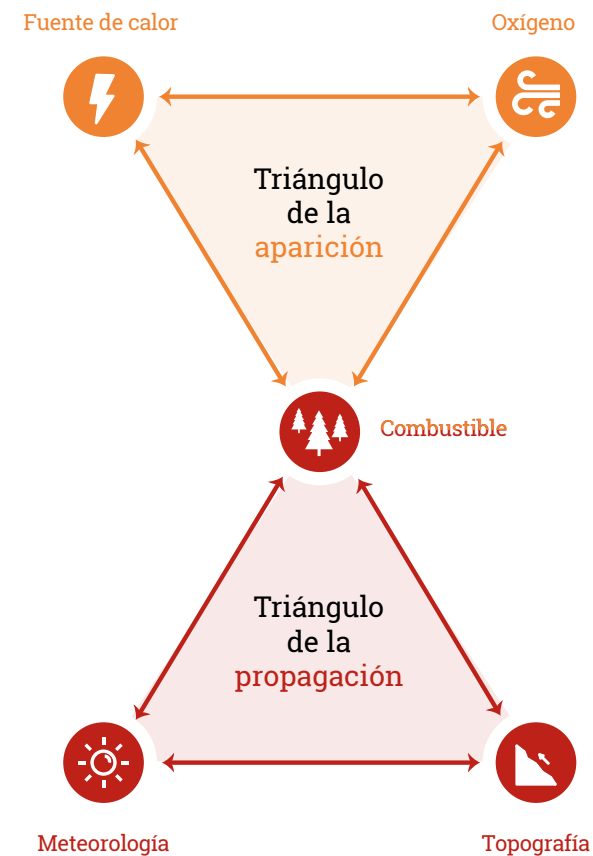 Fuente de calor
Oxígeno
Triángulo
de la
aparición
Combustible
Triángulo
de la
propagación
Meteorología
Topografía